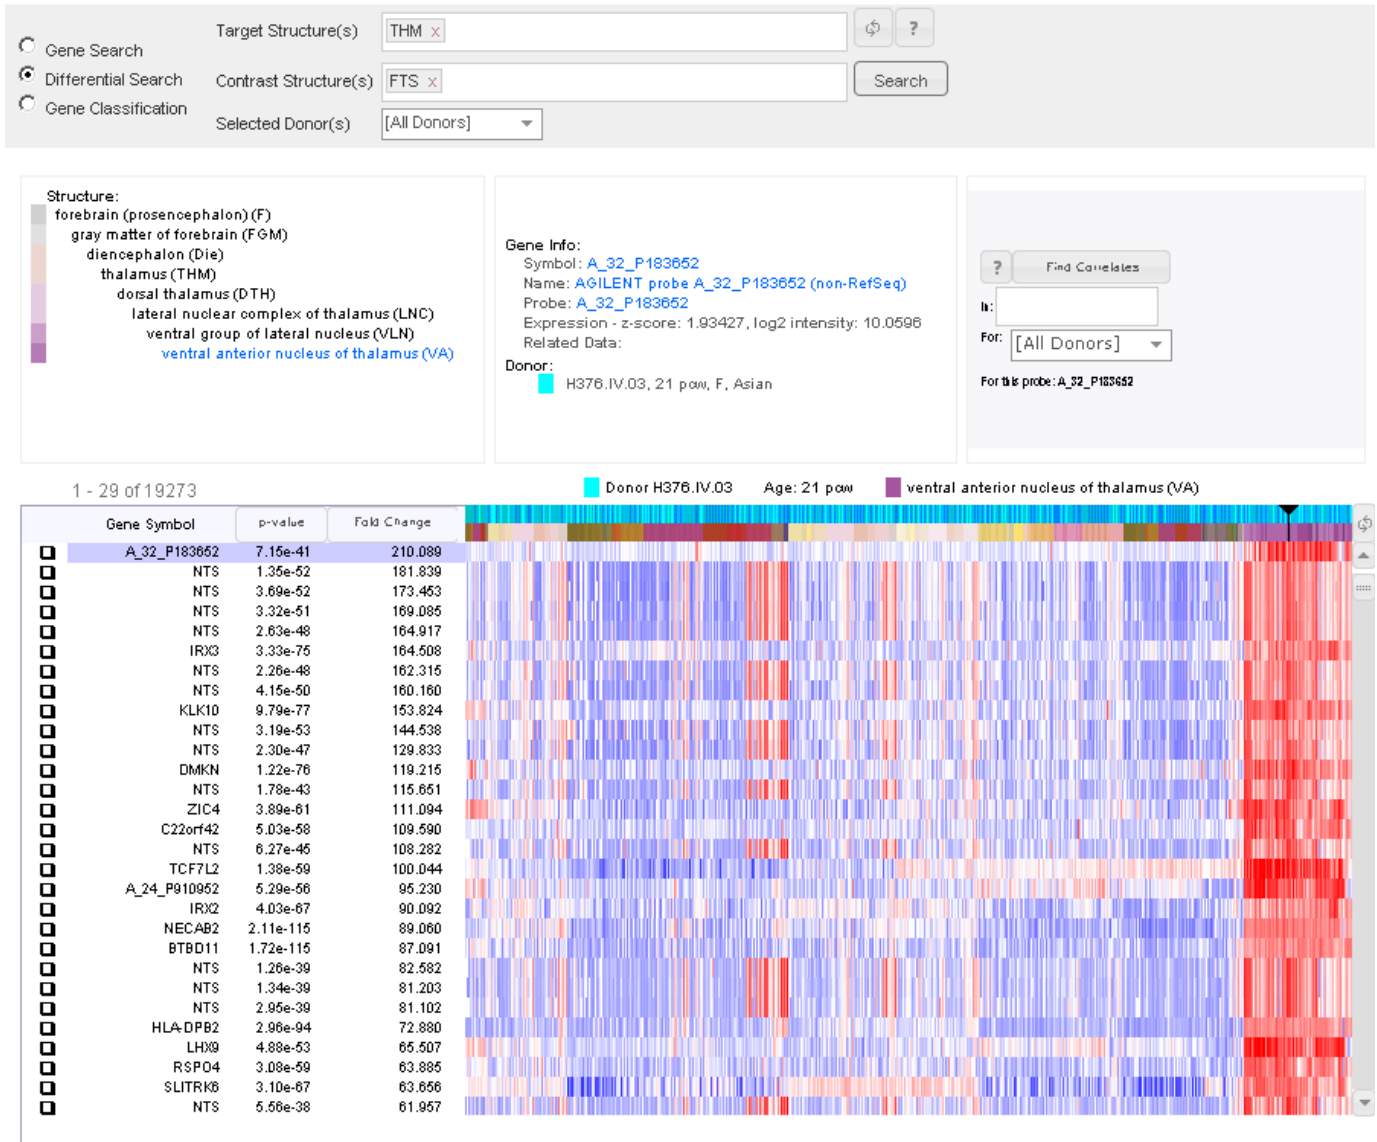 Gene Search
Differential Search
Gene Classification
Target Structure(s) THM x ?
Contrast Structure(s) FTS x Search
Selected Donor(s) [All Donors]
Structure:
forebrain (prosencephalon) (F)
gray matter of forebrain (FGM)
diencephalon (Die)
thalamus (THM)
dorsal thalamus (DTH)
lateral nuclear complex of thalamus (LNC)
ventral group of lateral nucleus (VLN)
ventral anterior nucleus of thalamus (VA)
Gene Info:
Symbol: A_32_P183652
Name: AGILENT probe A_32_P183652 (non-RefSeq)
Probe: A_32_P183652
Expression - z-score: 1.93427, log2 intensity: 10.0596
Related Data:
Donor:
H376.IV.03, 21 pcw, F, Asian
? Find Correlates
In:
For: [All Donors]
For this probe: A_32_P183652
1 - 29 of 19273
Donor H376.IV.03 Age: 21 pcw ventral anterior nucleus of thalamus (VA)
Gene Symbol p-value Fold Change
A_32_P183652 7.15e-41 210.089
NTS 1.35e-52 181.839
NTS 3.69e-52 173.453
NTS 3.32e-51 169.085
NTS 2.63e-48 164.917
IRX3 3.33e-75 164.508
NTS 2.26e-48 162.315
NTS 4.15e-50 160.160
KLK10 9.79e-77 153.824
NTS 3.19e-53 144.538
NTS 2.30e-47 129.833
DMKN 1.22e-76 119.215
NTS 1.78e-43 115.651
ZIC4 3.89e-61 111.094
C22orf42 5.03e-58 109.590
NTS 6.27e-45 108.282
TCF7L2 1.38e-59 100.044
A_24_P910952 5.29e-56 95.230
IRX2 4.03e-67 90.092
NECAB2 2.11e-115 89.060
BTBD11 1.72e-115 87.091
NTS 1.26e-39 82.582
NTS 1.34e-39 81.203
NTS 2.95e-39 81.102
HLA-DPB2 2.96e-94 72.880
LHX9 4.88e-53 65.507
RSPO4 3.08e-59 63.885
SLITRK6 3.10e-67 63.656
NTS 5.56e-38 61.957